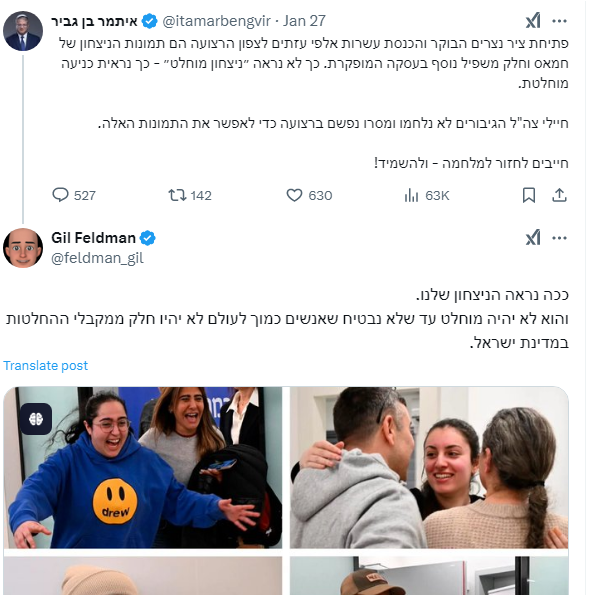 איתמר בן גביר @itamarbengvir · Jan 27
פתיחת ציר נצרים הבוקר והכנסת עשרות אלפי עזתים לצפון הרצועה הם תמונות הניצחון של
חמאס וחלק משפיל נוסף בעסקה המופקרת. כך לא נראה ״ניצחון מוחלט״ - כך נראית כניעה
מוחלטת.
חיילי צה"ל הגיבורים לא נלחמו ומסרו נפשם ברצועה כדי לאפשר את התמונות האלה.
חייבים לחזור למלחמה - ולהשמיד!
527 142 630 63K
Gil Feldman
@feldman_gil
ככה נראה הניצחון שלנו.
והוא לא יהיה מוחלט עד שלא נבטיח שאנשים כמוך לעולם לא יהיו חלק ממקבלי ההחלטות
במדינת ישראל.
Translate post
drew